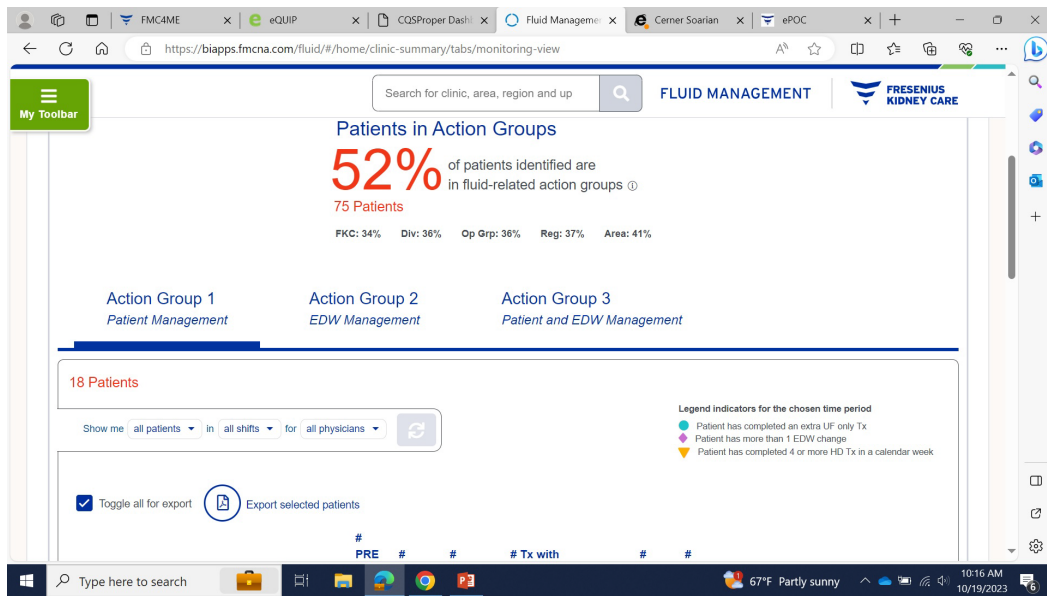 FMC4ME
eQUIP
CQSProper Dash
Fluid Manageme
Cerner Soarian
ePOC
https://biapps.fmcna.com/fluid/#/home/clinic-summary/tabs/monitoring-view
My Toolbar
Search for clinic, area, region and up
FLUID MANAGEMENT
FRESENIUS
KIDNEY CARE
Patients in Action Groups
52% of patients identified are
in fluid-related action groups
75 Patients
FKC: 34% Div: 36% Op Grp: 36% Reg: 37% Area: 41%
Action Group 1 Action Group 2 Action Group 3
Patient Management EDW Management Patient and EDW Management
18 Patients
Show me all patients in all shifts for all physicians
Legend indicators for the chosen time period
Patient has completed an extra UF only Tx
Patient has more than 1 EDW change
Patient has completed 4 or more HD Tx in a calendar week
Toggle all for export Export selected patients
#
PRE # # # Tx with # #
Type here to search
67°F Partly sunny
10:16 AM
10/19/2023
6